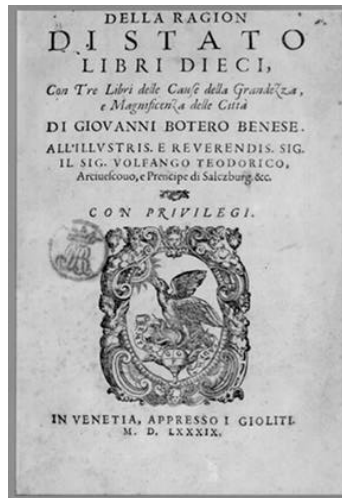 DELLA RAGION
DI STATO
LIBRI DIECI,
Con Tre Libri delle Cause della Grandezza,
e Magnificenza delle Città
DI GIOVANNI BOTERO BENESE.
ALL'ILLVSTRIS. E REVERENDIS. SIG.
IL SIG. VOLFANGO TEODORICO,
Arciuescouo, e Prencipe di Salczburg &c.
CON PRIVILEGI.
IN VENETIA, APPRESSO I GIOLITI.
M. D. LXXXIX.